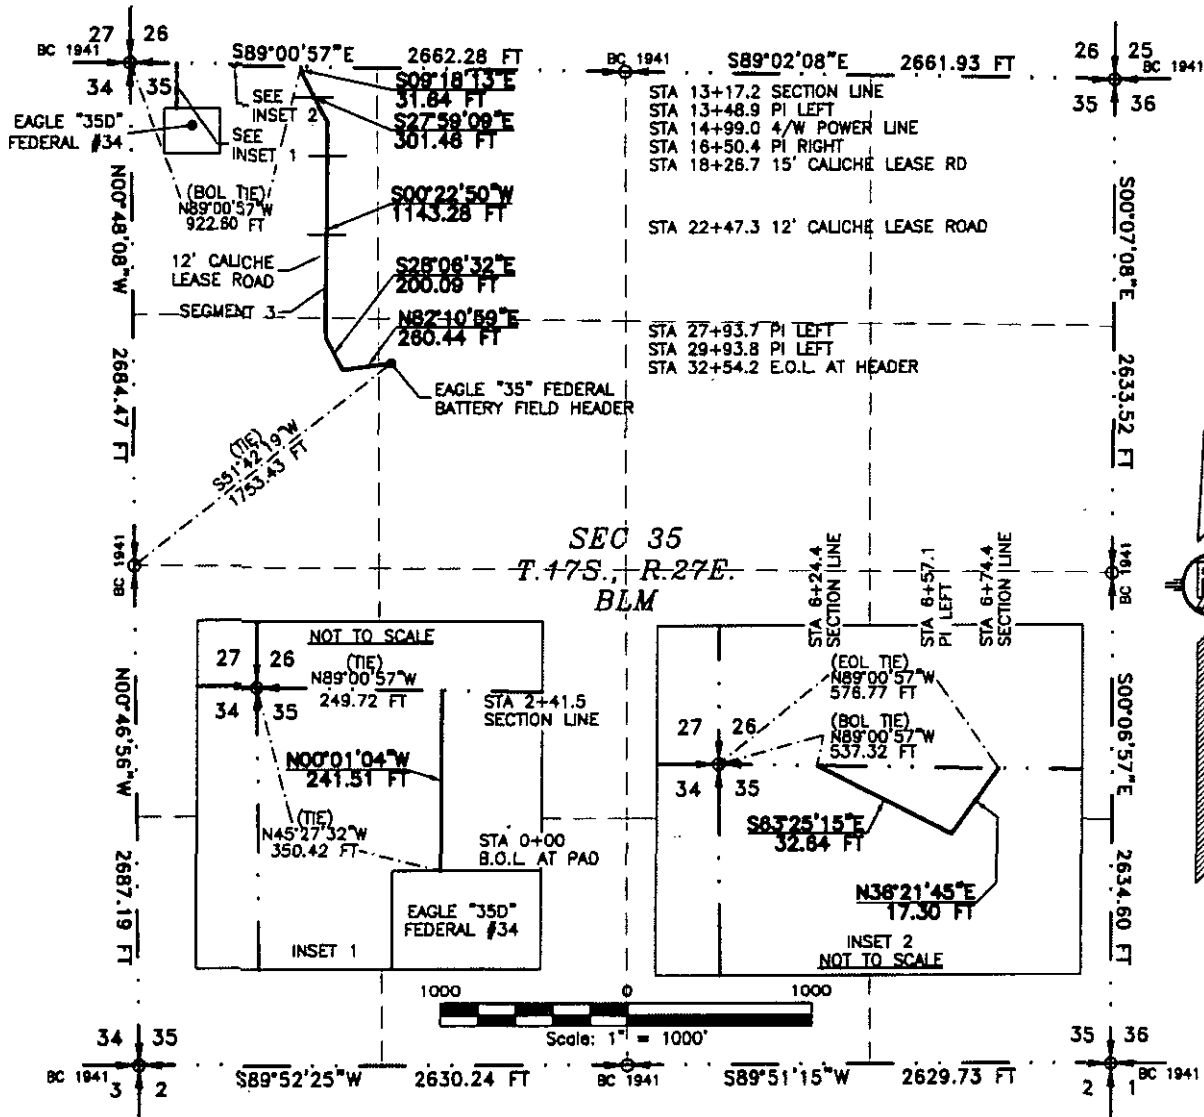 27 26
BC 1941
34 35
S89°00'57"E 2662.28 FT
BC 1941
S89°02'08"E 2661.93 FT
26 25
BC 1941
35 36
S09°18'13"E
31.64 FT
S27°59'09"E
301.46 FT
SEE
INSET 2
EAGLE "35D"
FEDERAL #34
SEE
INSET 1
(BOL TIE)
N89°00'57"W
922.60 FT
S00°22'50"W
1143.28 FT
12' CALICHE
LEASE ROAD
S28°06'32"E
200.09 FT
SEGMENT 3
N82°10'59"E
260.44 FT
EAGLE "35" FEDERAL
BATTERY FIELD HEADER
STA 13+17.2 SECTION LINE
STA 13+48.9 PI LEFT
STA 14+99.0 4/W POWER LINE
STA 16+50.4 PI RIGHT
STA 18+26.7 15' CALICHE LEASE RD
STA 22+47.3 12' CALICHE LEASE ROAD
STA 27+93.7 PI LEFT
STA 29+93.8 PI LEFT
STA 32+54.2 E.O.L. AT HEADER
N00°48'08"W 2684.47 FT
S00°07'08"E 2633.52 FT
(TIE)
S51°42'19"W
1753.43 FT
BC 1941
SEC 35
T.17S., R.27E.
BLM
BC 1941
N00°46'56"W 2687.19 FT
S00°06'57"E 2634.60 FT
NOT TO SCALE
27 26
34 35
(TIE)
N89°00'57"W
249.72 FT
STA 2+41.5
SECTION LINE
N00°01'04"W
241.51 FT
(TIE)
N45°27'32"W
350.42 FT
STA 0+00
B.O.L. AT PAD
EAGLE "35D"
FEDERAL #34
INSET 1
STA 6+24.4
SECTION LINE
STA 6+57.1
PI LEFT
STA 6+74.4
SECTION LINE
(EOL TIE)
N89°00'57"W
576.77 FT
(BOL TIE)
N89°00'57"W
537.32 FT
27 26
34 35
S63°25'15"E
32.64 FT
N36°21'45"E
17.30 FT
INSET 2
NOT TO SCALE
1000 0 1000
Scale: 1" = 1000'
34 35
BC 1941
3 2
S89°52'25"W 2630.24 FT
BC 1941
S89°51'15"W 2629.73 FT
35 36
BC 1941
2 1